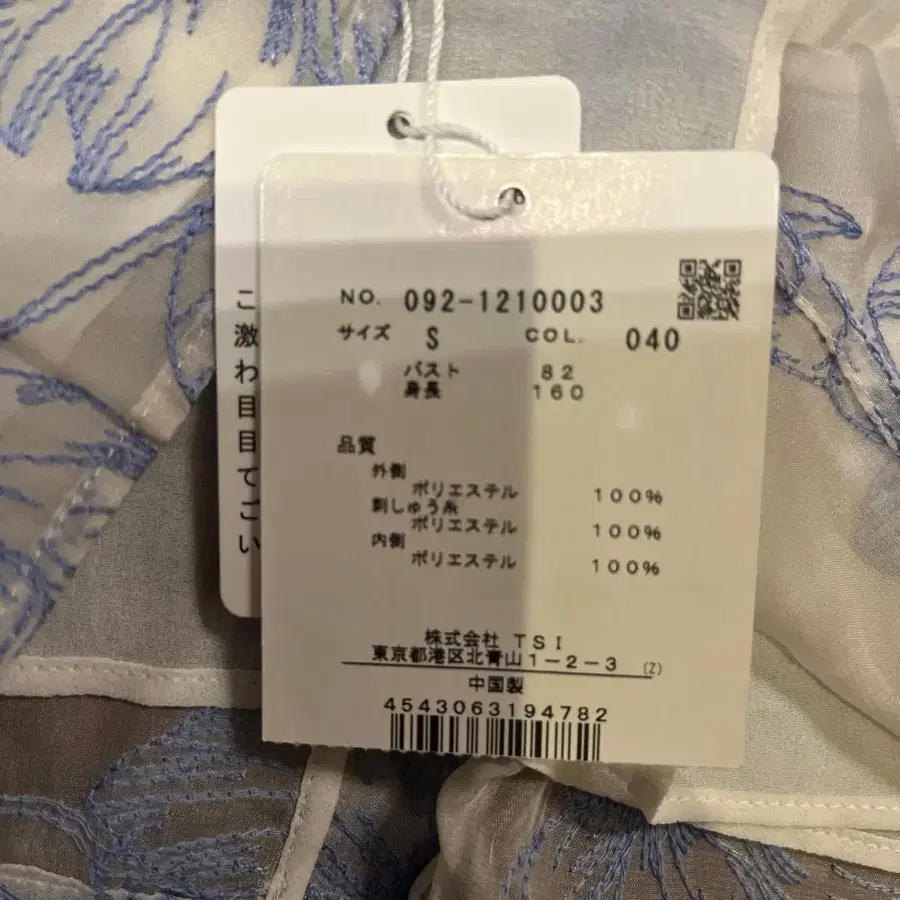 NO. 092-1210003
サイズ S COL. 040
バスト 82
身長 160
品質
外側
ポリエステル 100%
刺しゅう糸
ポリエステル 100%
内側
ポリエステル 100%
株式会社 TSI
東京都港区北青山1-2-3 (Z)
中国製
4543063194782
こ
激
わ
目
目
て
ご
い